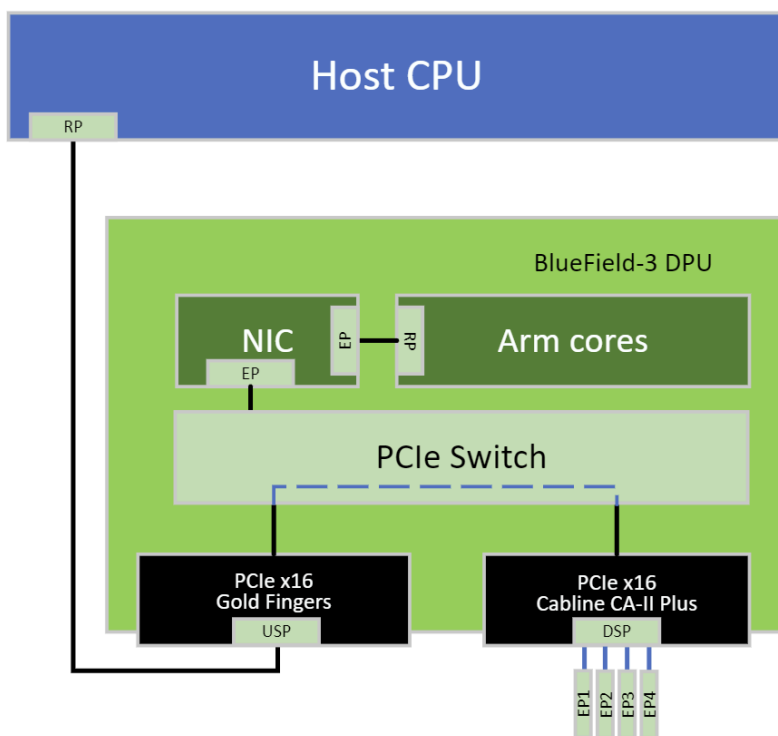 Host CPU
RP
BlueField-3 DPU
NIC
EP
RP
Arm cores
EP
PCIe Switch
PCIe x16
Gold Fingers
USP
PCIe x16
Cabline CA-II Plus
DSP
EP1
EP2
EP3
EP4